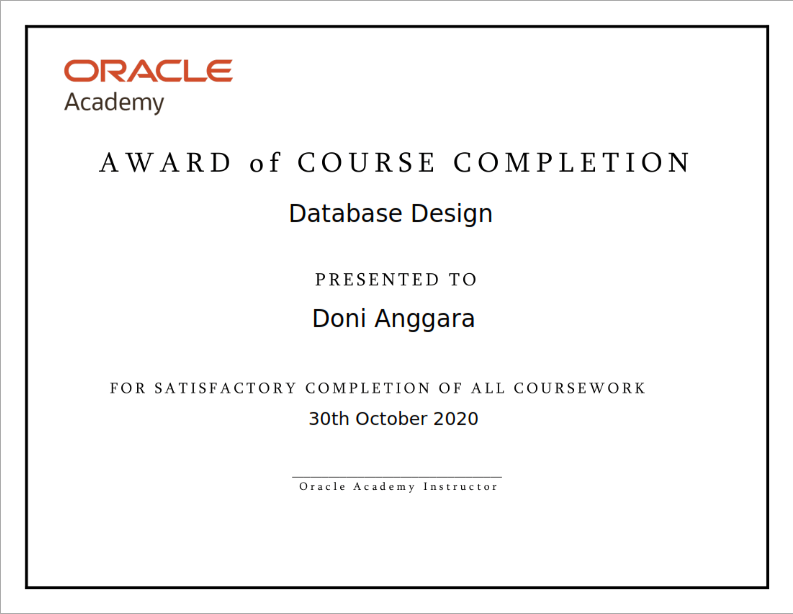 ORACLE
Academy
AWARD of COURSE COMPLETION
Database Design
PRESENTED TO
Doni Anggara
FOR SATISFACTORY COMPLETION OF ALL COURSEWORK
30th October 2020
Oracle Academy Instructor